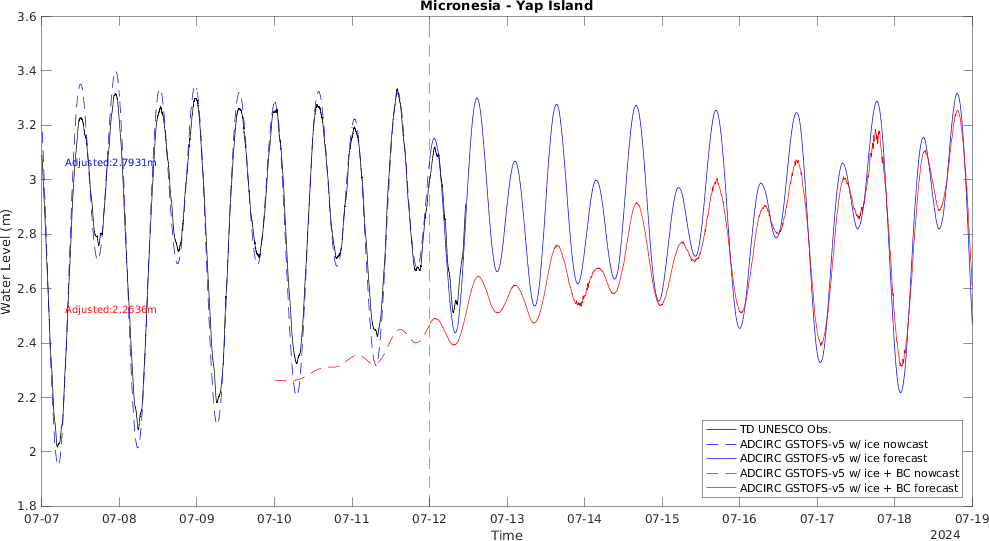 Micronesia - Yap Island
Water Level (m)
3.6
3.4
3.2
3
2.8
2.6
2.4
2.2
2
1.8
Adjusted:2.7931m
Adjusted:2.2536m
TD UNESCO Obs.
ADCIRC GSTOFS-v5 w/ ice nowcast
ADCIRC GSTOFS-v5 w/ ice forecast
ADCIRC GSTOFS-v5 w/ ice + BC nowcast
ADCIRC GSTOFS-v5 w/ ice + BC forecast
07-07 07-08 07-09 07-10 07-11 07-12 07-13 07-14 07-15 07-16 07-17 07-18 07-19
Time
2024